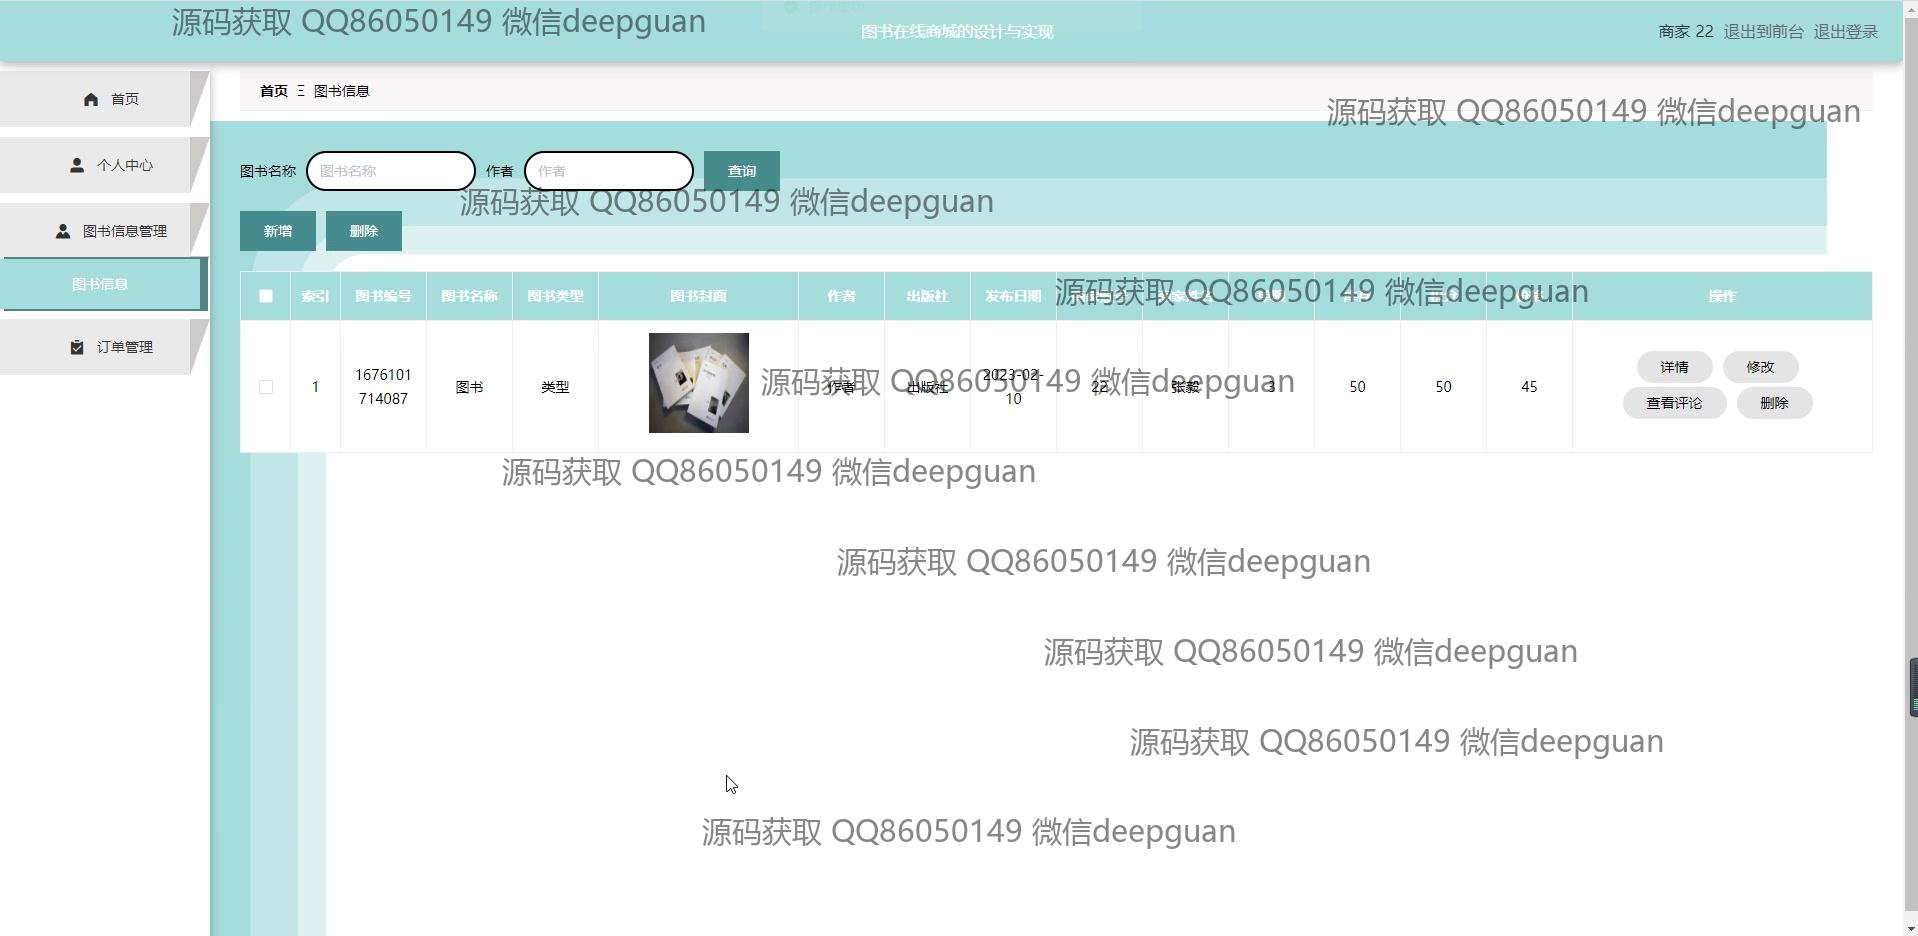 源码获取 QQ86050149 微信deepguan
图书在线商城的设计与实现
商家 22 退出到前台 退出登录
首页
个人中心
图书信息管理
图书信息
订单管理
首页 Ξ 图书信息
源码获取 QQ86050149 微信deepguan
图书名称 图书名称 作者 作者 查询
源码获取 QQ86050149 微信deepguan
新增 删除
索引 图书编号 图书名称 图书类型 图书封面 作者 出版社 发布日期 操作
源码获取 QQ86050149 微信deepguan
1 1676101714087 图书 类型 作者 出版社 2023-02-10 22 张毅 3 50 50 45
详情 修改
查看评论 删除
源码获取 QQ86050149 微信deepguan
源码获取 QQ86050149 微信deepguan
源码获取 QQ86050149 微信deepguan
源码获取 QQ86050149 微信deepguan
源码获取 QQ86050149 微信deepguan
源码获取 QQ86050149 微信deepguan